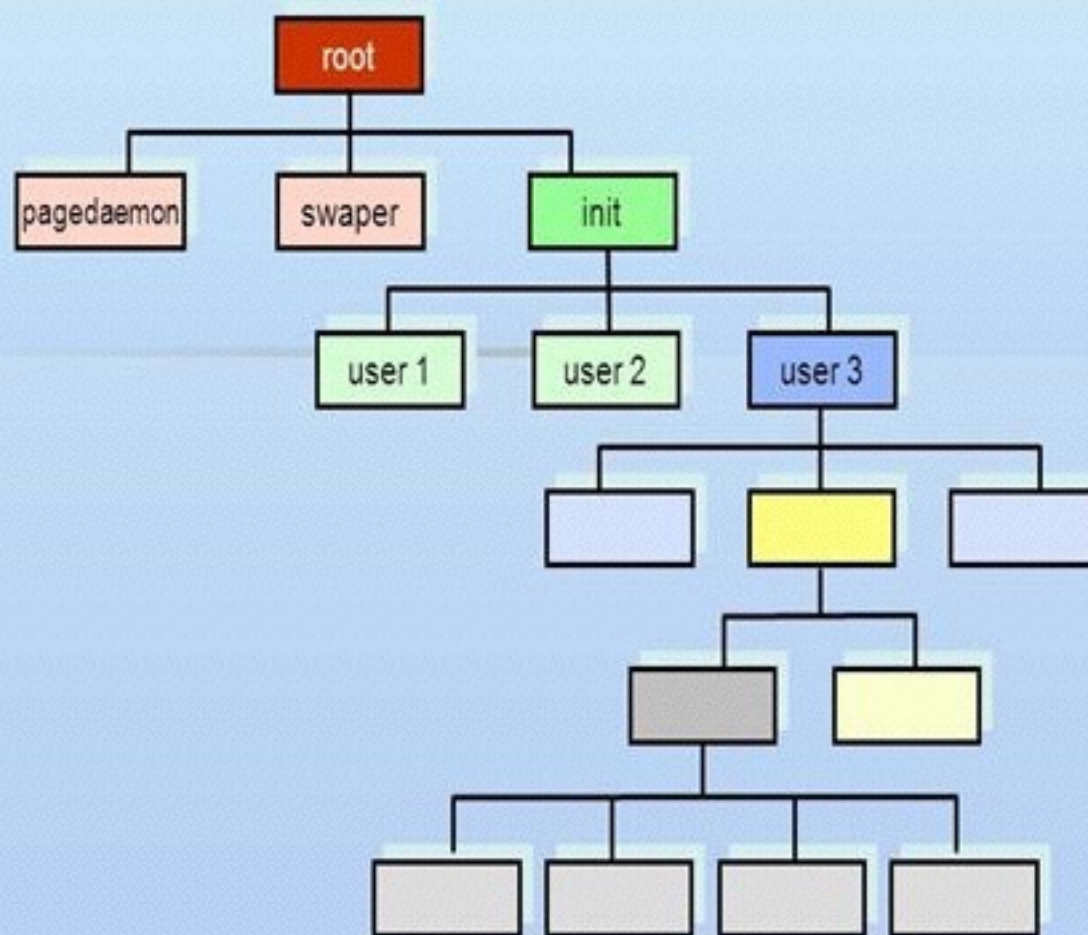 root
pagedaemon
swaper
init
user 1
user 2
user 3